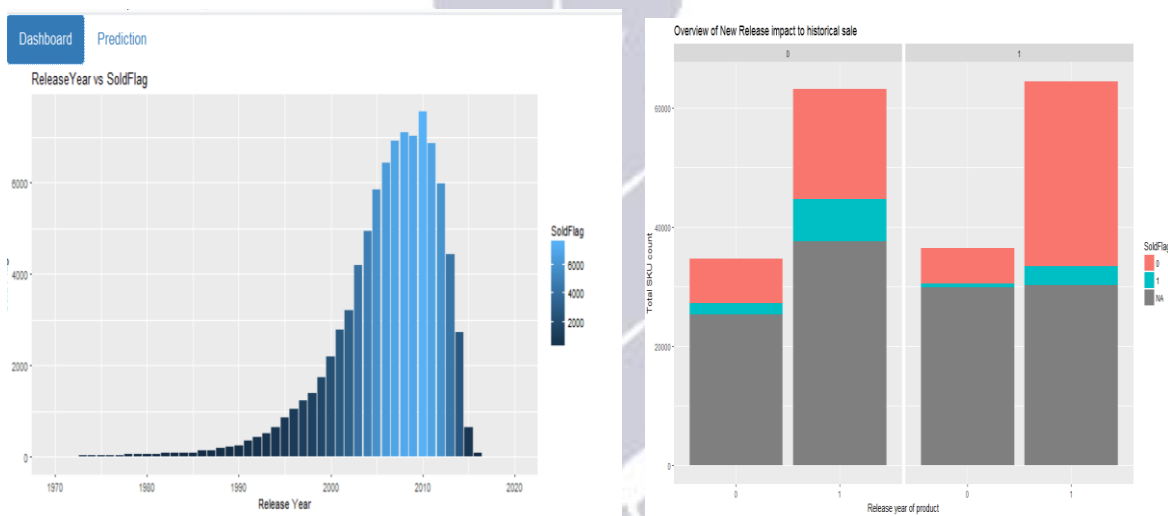 Dashboard
Prediction
ReleaseYear vs SoldFlag
6000
4000
2000
0
1970
1980
1990
2000
2010
2020
Release Year
SoldFlag
6000
4000
2000
Overview of New Release impact to historical sale
0
1
60000
40000
20000
0
Total SKU count
0
1
0
1
Release year of product
SoldFlag
0
1
NA